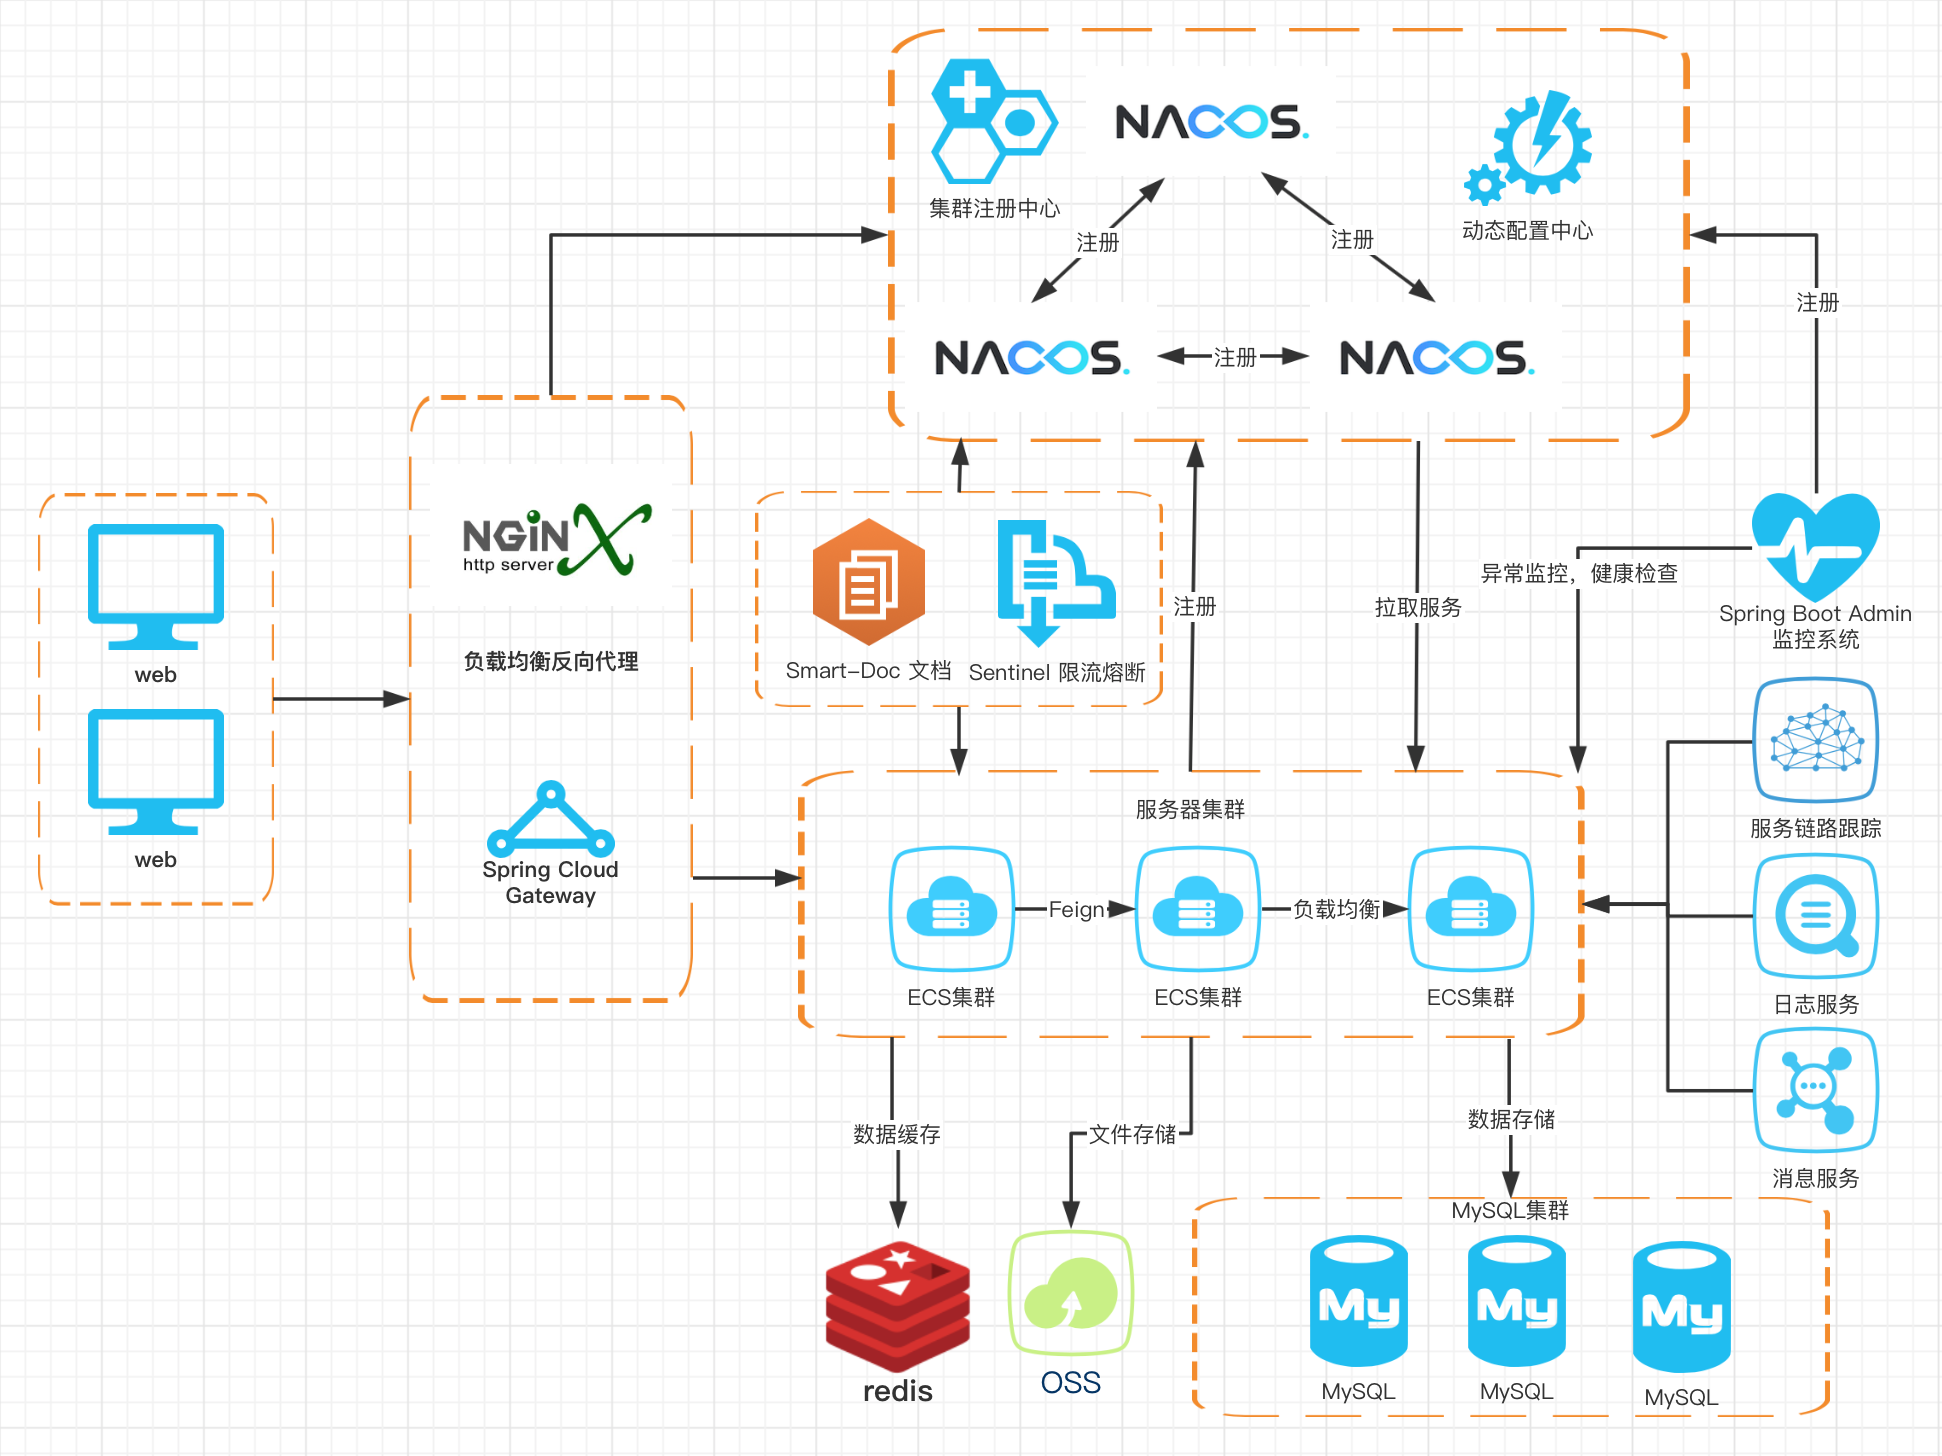 NACOS.
集群注册中心
动态配置中心
注册
注册
NACOS.
注册
NACOS.
注册
web
web
NGiNX
http server
负载均衡反向代理
Spring Cloud
Gateway
Smart-Doc 文档
Sentinel 限流熔断
注册
拉取服务
异常监控，健康检查
Spring Boot Admin
监控系统
服务链路跟踪
日志服务
消息服务
服务器集群
Feign
负载均衡
ECS集群
ECS集群
ECS集群
数据缓存
文件存储
数据存储
redis
OSS
MySQL集群
My
My
My
MySQL
MySQL
MySQL